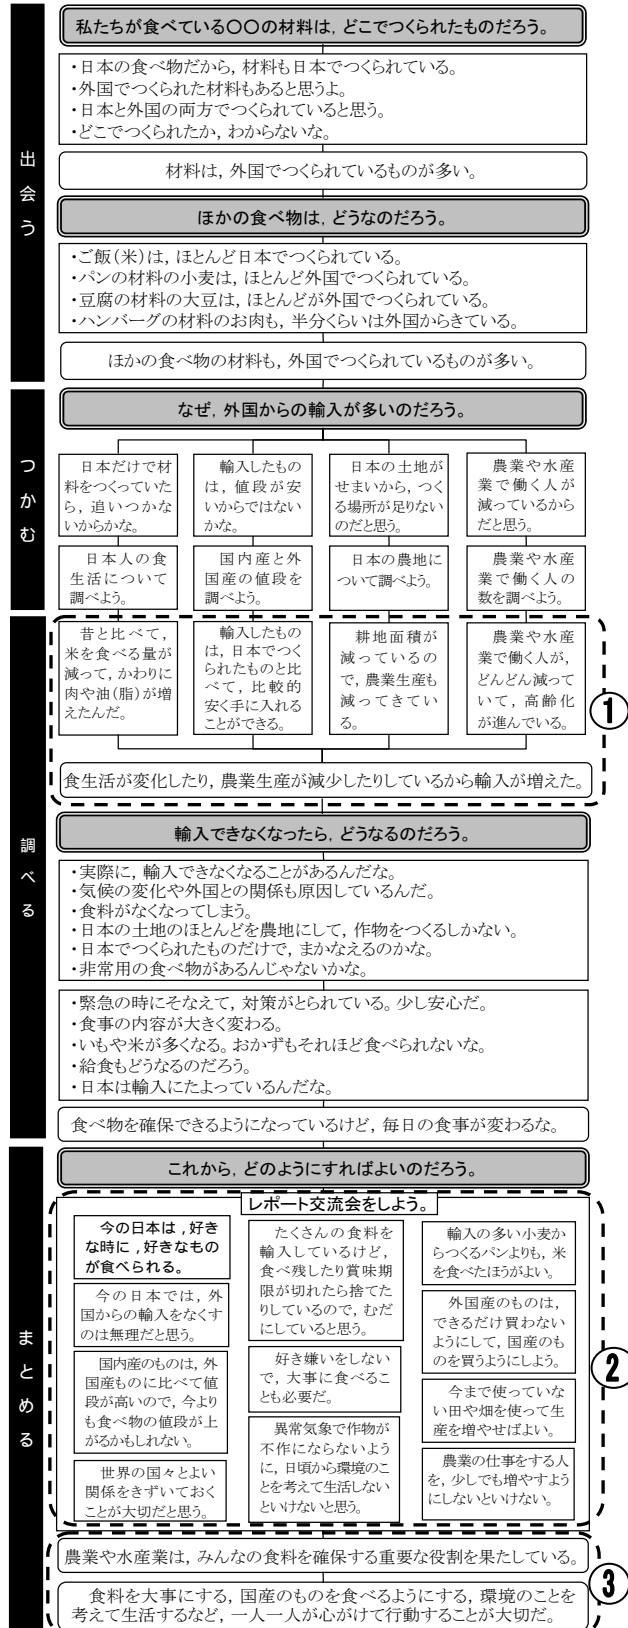 私たちが食べている〇〇の材料は，どこでつくられたものだろう。
・日本の食べ物だから，材料も日本でつくられている。
・外国でつくられた材料もあると思うよ。
・日本と外国の両方でつくられていると思う。
・どこでつくられたか，わからないな。
出会う
材料は，外国でつくられているものが多い。
ほかの食べ物は，どうなのだろう。
・ご飯（米）は，ほとんど日本でつくられている。
・パンの材料の小麦は，ほとんど外国でつくられている。
・豆腐の材料の大豆は，ほとんどが外国でつくられている。
・ハンバーグの材料のお肉も，半分くらいは外国からきている。
ほかの食べ物の材料も，外国でつくられているものが多い。
つかむ
なぜ，外国からの輸入が多いのだろう。
日本だけで材
料をつくっていた
ら，追いつかな
いからかな。
輸入したもの
は，値段が安
いからではない
かな。
日本の土地が
せまいから，つく
る場所が足りない
のだと思う。
農業や水産
業で働く人が
減っているから
だと思う。
日本人の食
生活について
調べよう。
国内産と外
国産の値段を
調べよう。
日本の農地に
ついて調べよう。
農業や水産
業で働く人の
数を調べよう。
調べる
昔と比べて，
米を食べる量が
減って，かわりに
肉や油（脂）が増
えたんだ。
輸入したもの
は，日本でつく
られたものと比
べて，比較的
安く手に入れる
ことができる。
耕地面積が
減っているの
で，農業生産も
減ってきてい
る。
農業や水産
業で働く人が，
どんどん減って
いて，高齢化
が進んでいる。
①
食生活が変化したり，農業生産が減少したりしているから輸入が増えた。
輸入できなくなったら，どうなるのだろう。
・実際に，輸入できなくなることがあるんだな。
・気候の変化や外国との関係も原因しているんだ。
・食料がなくなってしまう。
・日本の土地のほとんどを農地にして，作物をつくるしかない。
・日本でつくられたものだけで，まかなえるのかな。
・非常用の食べ物があるんじゃないかな。
・緊急の時にそなえて，対策がとられている。少し安心だ。
・食事の内容が大きく変わる。
・いもや米が多くなる。おかずもそれほど食べられないな。
・給食もどうなるのだろう。
・日本は輸入にたよっているんだな。
食べ物を確保できるようになっているけど，毎日の食事が変わるな。
まとめる
これから，どのようにすればよいのだろう。
レポート交流会をしよう。
今の日本は，好き
な時に，好きなもの
が食べられる。
今の日本では，外
国からの輸入をなくす
のは無理だと思う。
国内産のものは，外
国産ものに比べて値
段が高いので，今より
も食べ物の値段が上
がるかもしれない。
世界の国々とよい
関係をきずいておく
ことが大切だと思う。
たくさんの食料を
輸入しているけど，
食べ残したり賞味期
限が切れたら捨てた
りしているので，むだ
にしていると思う。
好き嫌いをしない
で，大事に食べるこ
とも必要だ。
異常気象で作物が
不作にならないよう
に，日頃から環境のこ
とを考えて生活しない
といけないと思う。
輸入の多い小麦か
らつくるパンよりも，米
を食べたほうがよい。
外国産のものは，
できるだけ買わない
ようにして，国産のも
のを買うようにしよう。
今まで使っていな
い田や畑を使って生
産を増やせばよい。
農業の仕事をする人
を，少しでも増やすよう
にしないといけない。
②
農業や水産業は，みんなの食料を確保する重要な役割を果たしている。
食料を大事にする，国産のものを食べるようにする，環境のことを
考えて生活するなど，一人一人が心がけて行動することが大切だ。
③